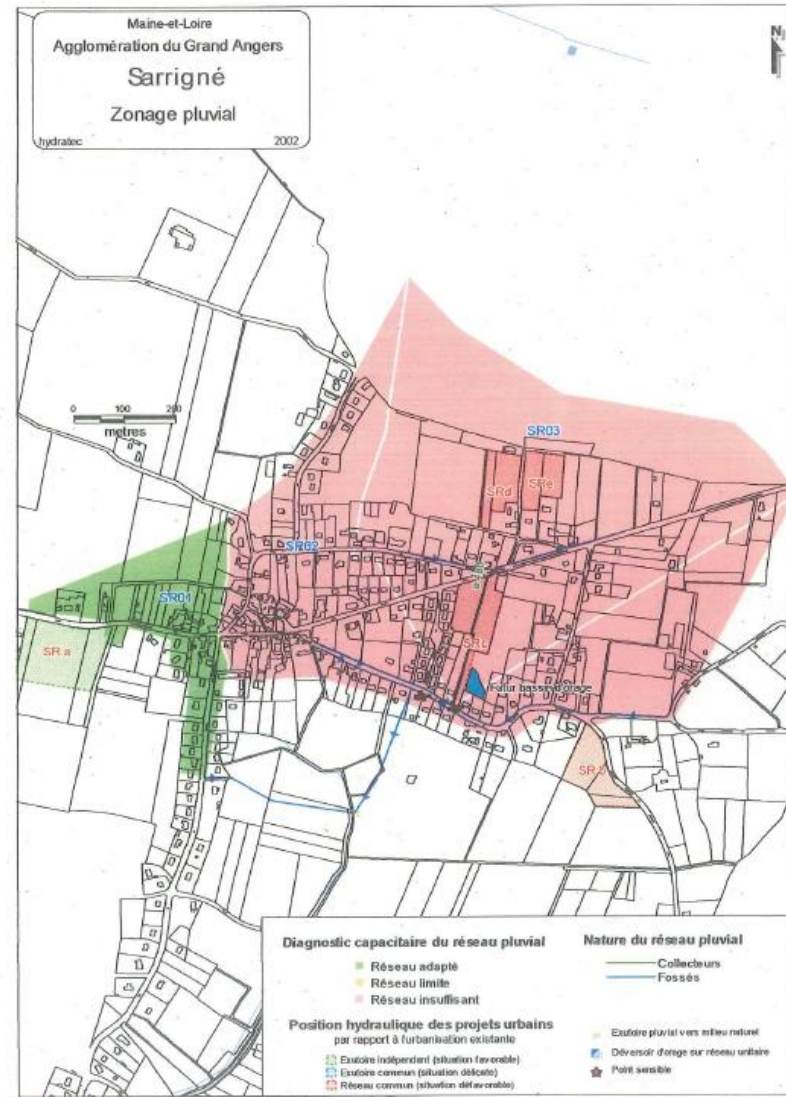 Maine-et-Loire
Agglomération du Grand Angers
Sarrigné
Zonage pluvial
hydratec 2002
N
0 100 200
metres
SR03
SRd SRe
SR02
SR01
SR a
SRc
Futur bassin d'orage
SR b
Diagnostic capacitaire du réseau pluvial
Réseau adapté
Réseau limite
Réseau insuffisant
Position hydraulique des projets urbains
par rapport à l'urbanisation existante
Exutoire indépendant (situation favorable)
Exutoire commun (situation délicate)
Réseau commun (situation défavorable)
Nature du réseau pluvial
Collecteurs
Fossés
Exutoire pluvial vers milieu naturel
Déversoir d'orage sur réseau unitaire
Point sensible